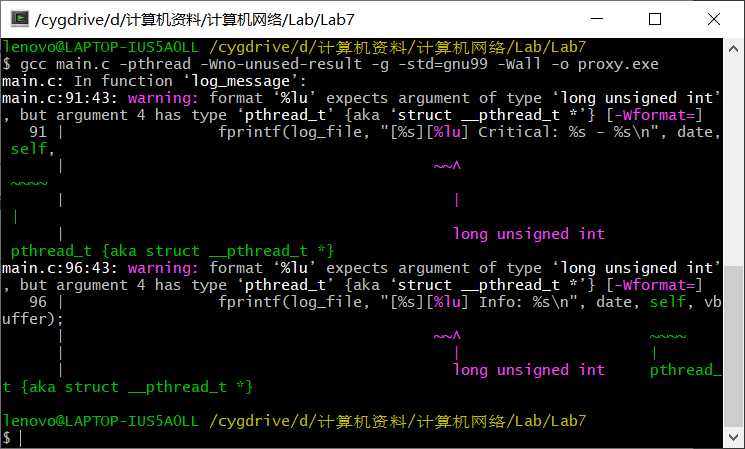 /cygdrive/d/计算机资料/计算机网络/Lab/Lab7
lenovo@LAPTOP-IUS5AOLL /cygdrive/d/计算机资料/计算机网络/Lab/Lab7
$ gcc main.c -pthread -Wno-unused-result -g -std=gnu99 -Wall -o proxy.exe
main.c: In function ‘log_message’:
main.c:91:43: warning: format ‘%lu’ expects argument of type ‘long unsigned int’
, but argument 4 has type ‘pthread_t’ {aka ‘struct __pthread_t *’} [-Wformat=]
   91 |                 fprintf(log_file, "[%s][%lu] Critical: %s - %s\n", date,
 self,
      |                                         ~~^
 ~~~~
      |                                           |
 |
      |                                           long unsigned int
 pthread_t {aka struct __pthread_t *}
main.c:96:43: warning: format ‘%lu’ expects argument of type ‘long unsigned int’
, but argument 4 has type ‘pthread_t’ {aka ‘struct __pthread_t *’} [-Wformat=]
   96 |                 fprintf(log_file, "[%s][%lu] Info: %s\n", date, self, vb
uffer);
      |                                         ~~^                     ~~~~
      |                                           |                     |
      |                                           long unsigned int     pthread_
t {aka struct __pthread_t *}
lenovo@LAPTOP-IUS5AOLL /cygdrive/d/计算机资料/计算机网络/Lab/Lab7
$